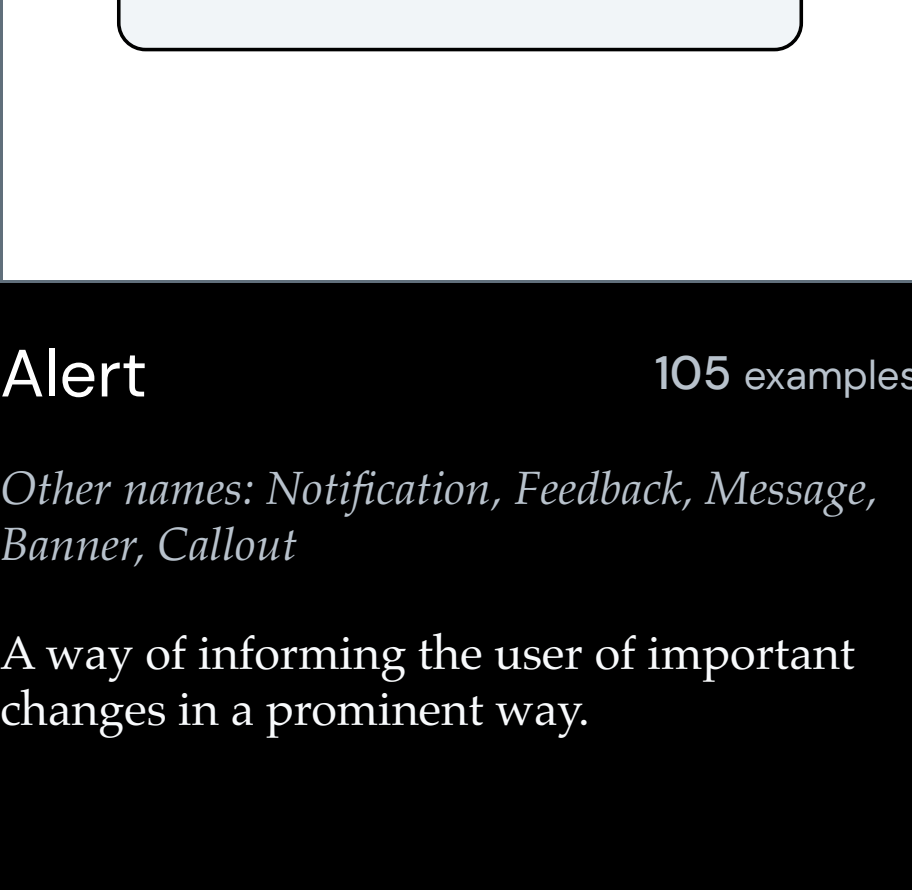 Alert
105 examples
Other names: Notification, Feedback, Message,
Banner, Callout
A way of informing the user of important
changes in a prominent way.